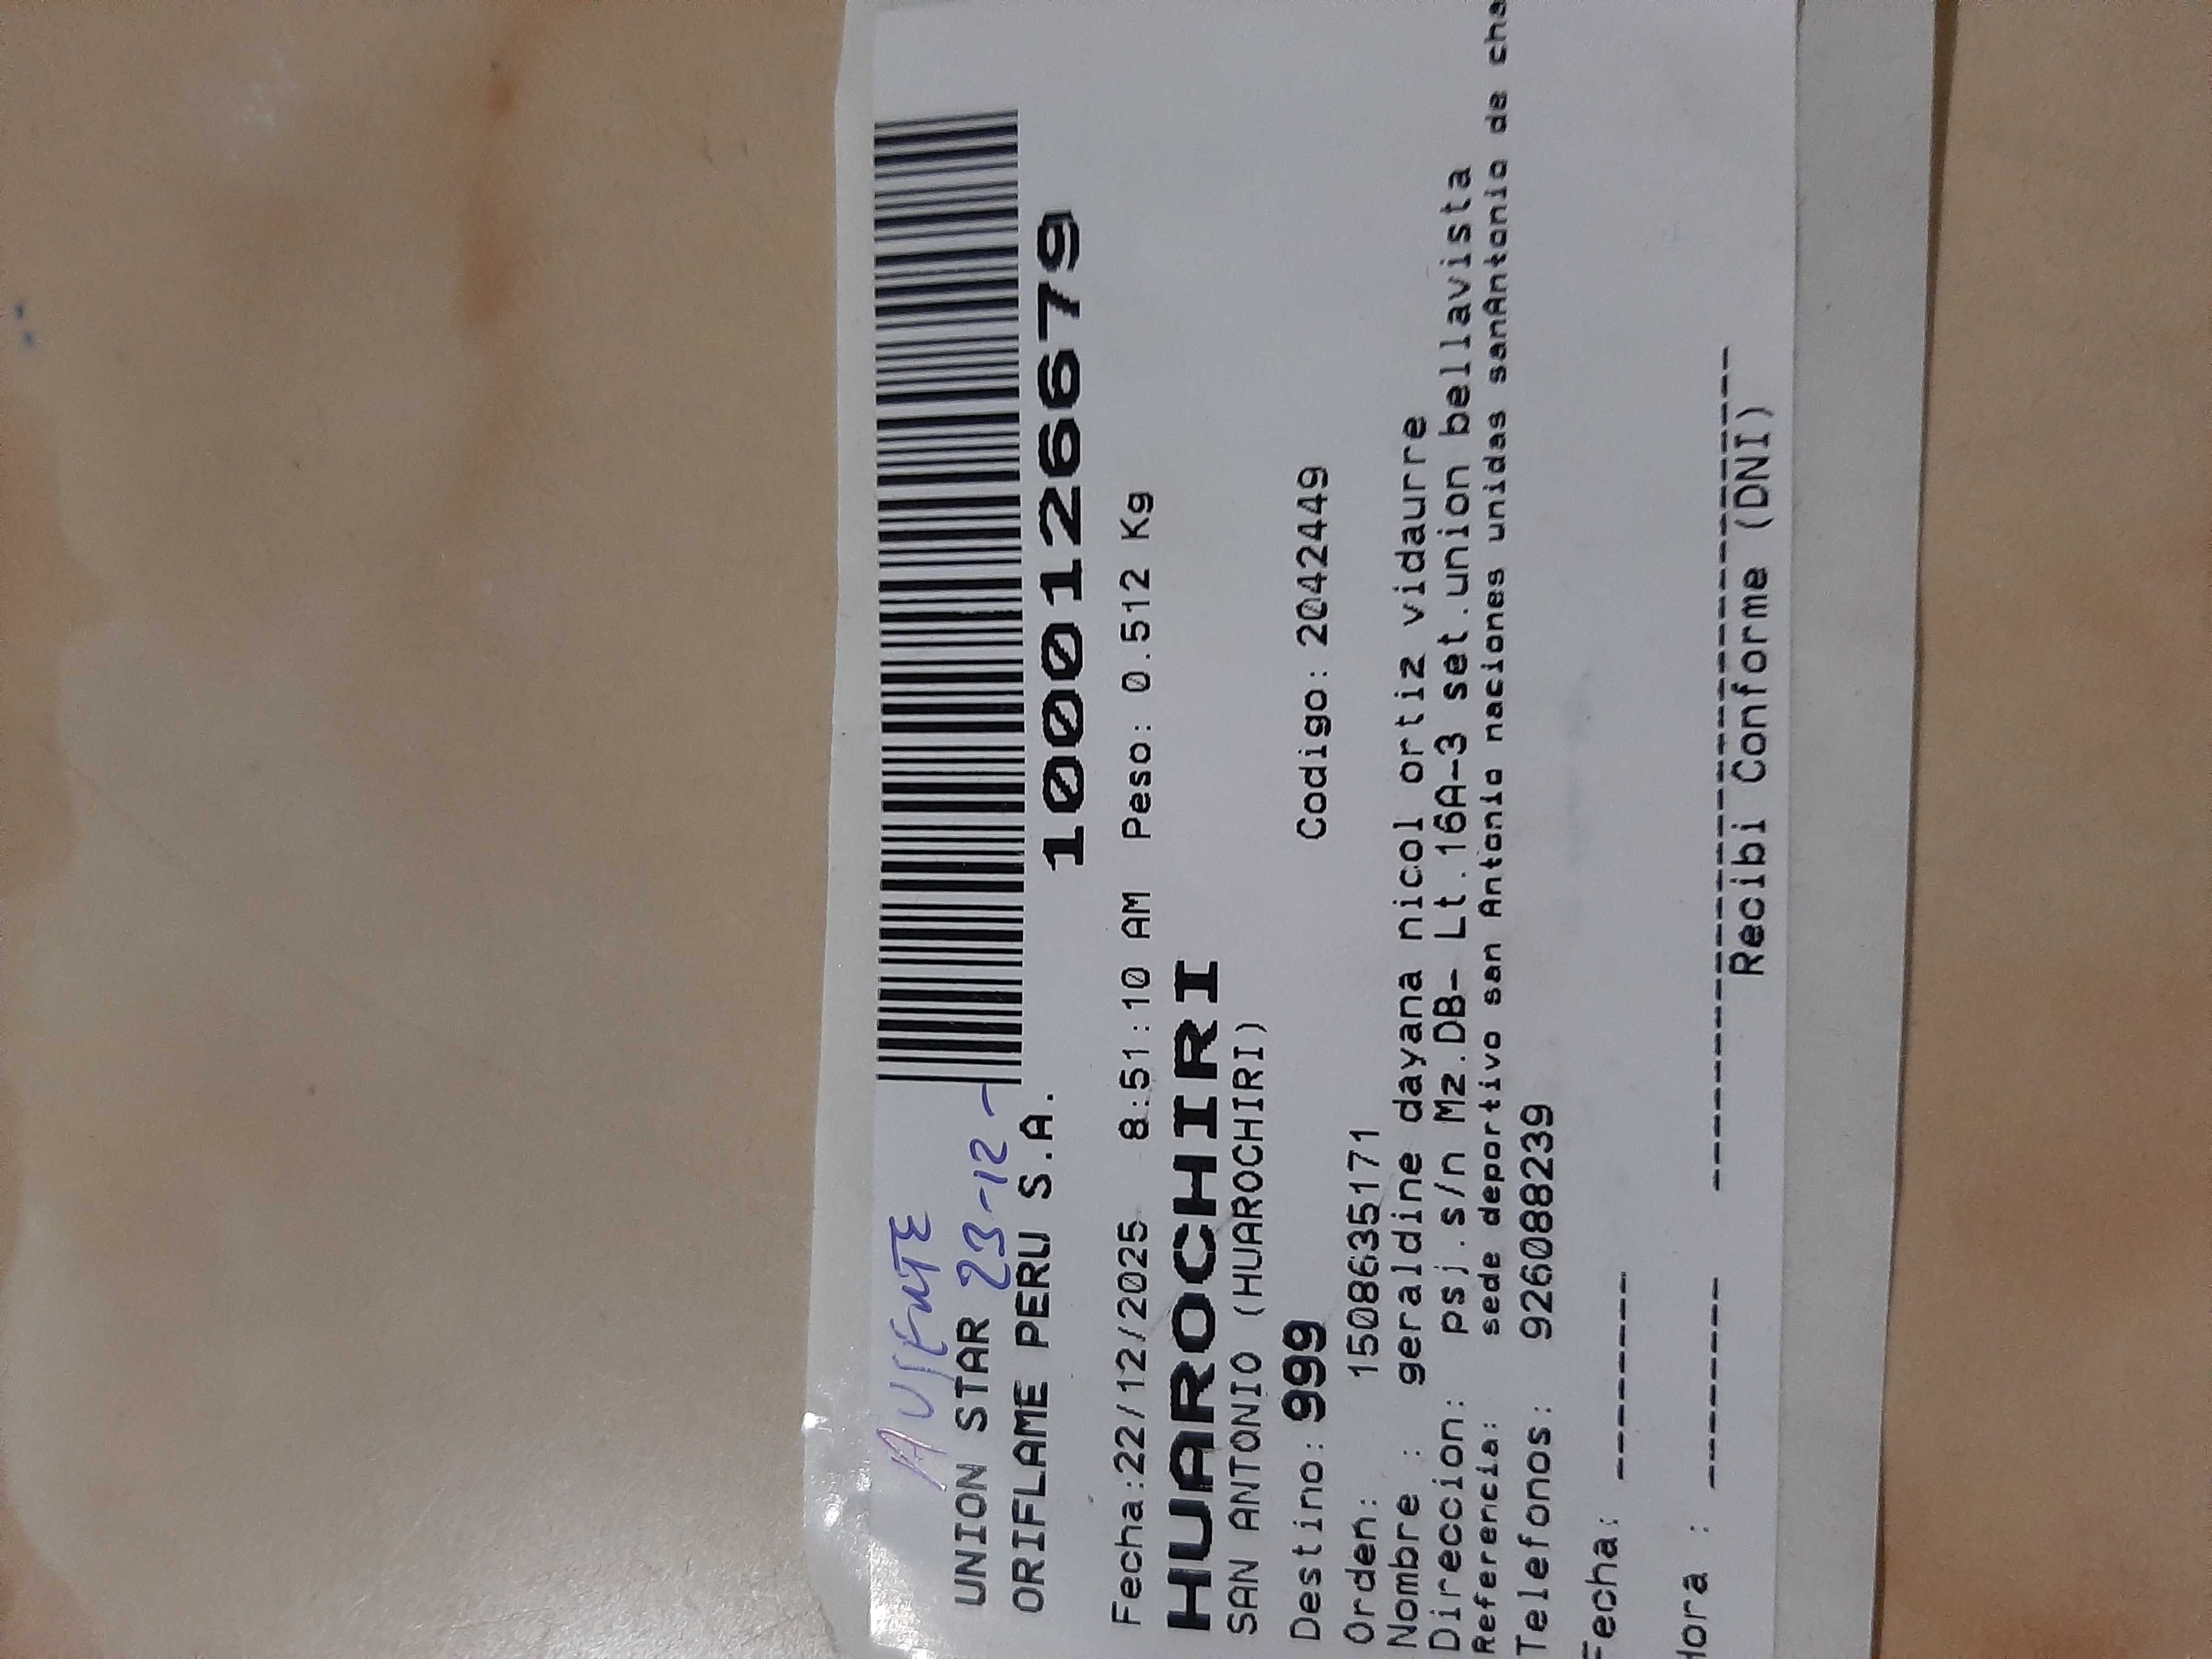 AUSENTE
UNION STAR 23-12-
ORIFLAME PERU S.A.
1000126679
Fecha:22/12/2025 8:51:10 AM Peso: 0.512 Kg
HUAROCHIRI
SAN ANTONIO (HUAROCHIRI)
Destino: 999 Codigo: 2042449
Orden: 1508635171
Nombre : geraldine dayana nicol ortiz vidaurre
Direccion: psj.s/n Mz.DB- Lt.16A-3 set.union bellavista
Referencia: sede deportivo san Antonio naciones unidas sanAntonio de cha
Telefonos: 926088239
Fecha: --------
Hora : --------
Recibi Conforme (DNI)